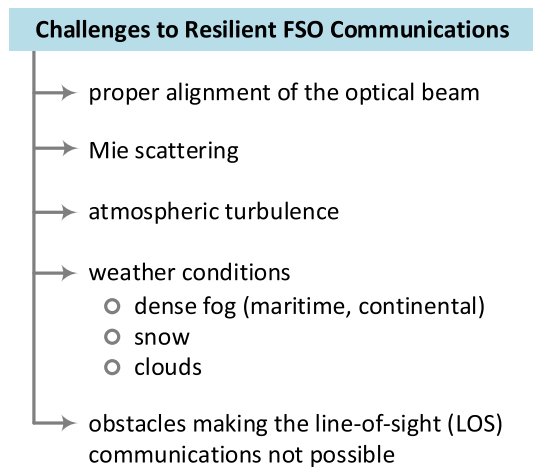 Challenges to Resilient FSO Communications
proper alignment of the optical beam
Mie scattering
atmospheric turbulence
weather conditions
dense fog (maritime, continental)
snow
clouds
obstacles making the line-of-sight (LOS)
communications not possible